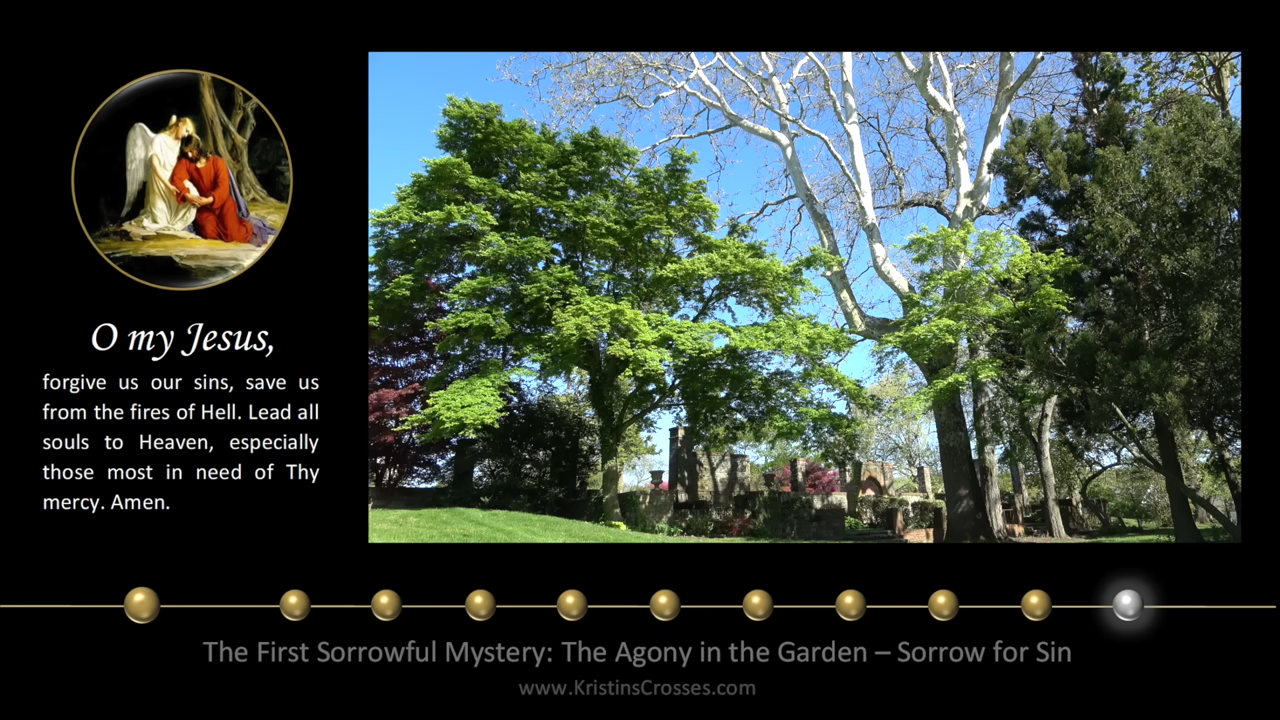 O my Jesus,
forgive us our sins, save us
from the fires of Hell. Lead all
souls to Heaven, especially
those most in need of Thy
mercy. Amen.
The First Sorrowful Mystery: The Agony in the Garden – Sorrow for Sin
www.KristinsCrosses.com